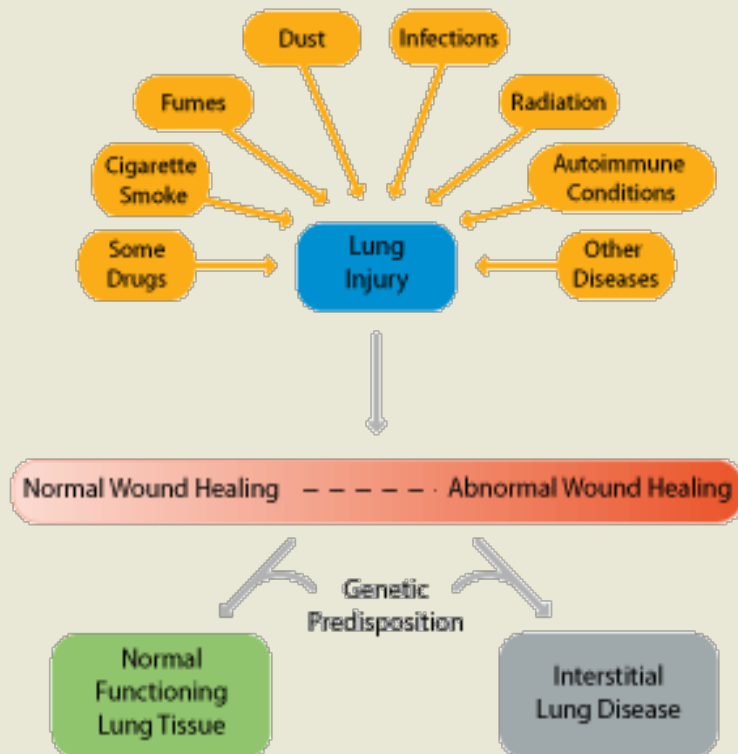 Dust
Infections
Fumes
Radiation
Cigarette
Smoke
Autoimmune
Conditions
Some
Drugs
Lung
Injury
Other
Diseases
Normal Wound Healing - - - - - - Abnormal Wound Healing
Genetic
Predisposition
Normal
Functioning
Lung Tissue
Interstitial
Lung Disease